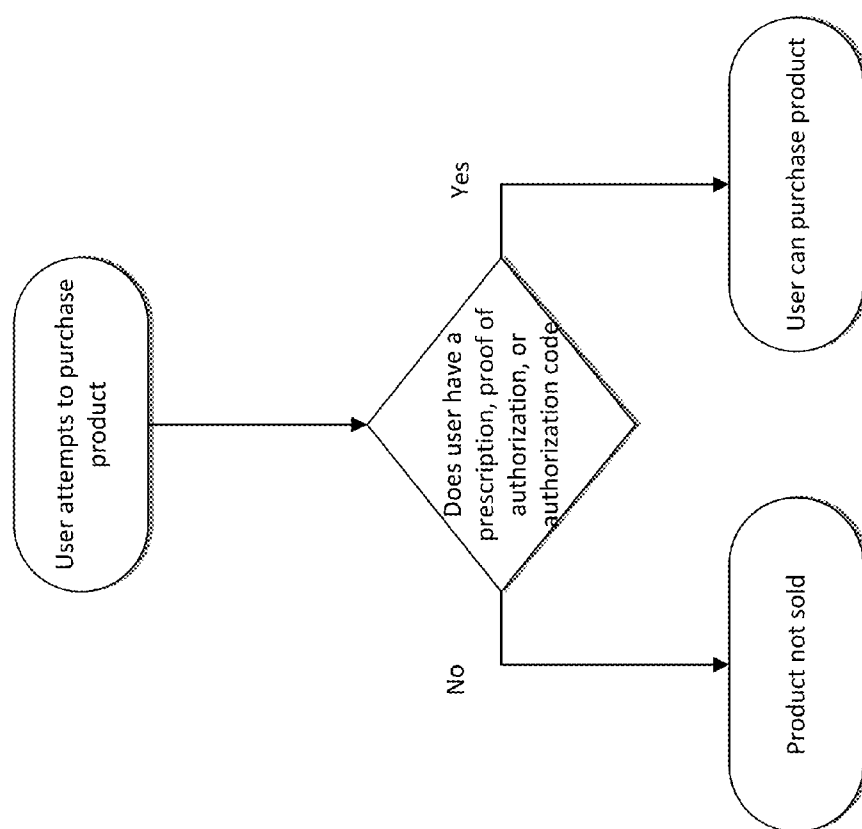 User attempts to purchase
product
Does user have a
prescription, proof of
authorization, or
authorization code
No
Yes
Product not sold
User can purchase product